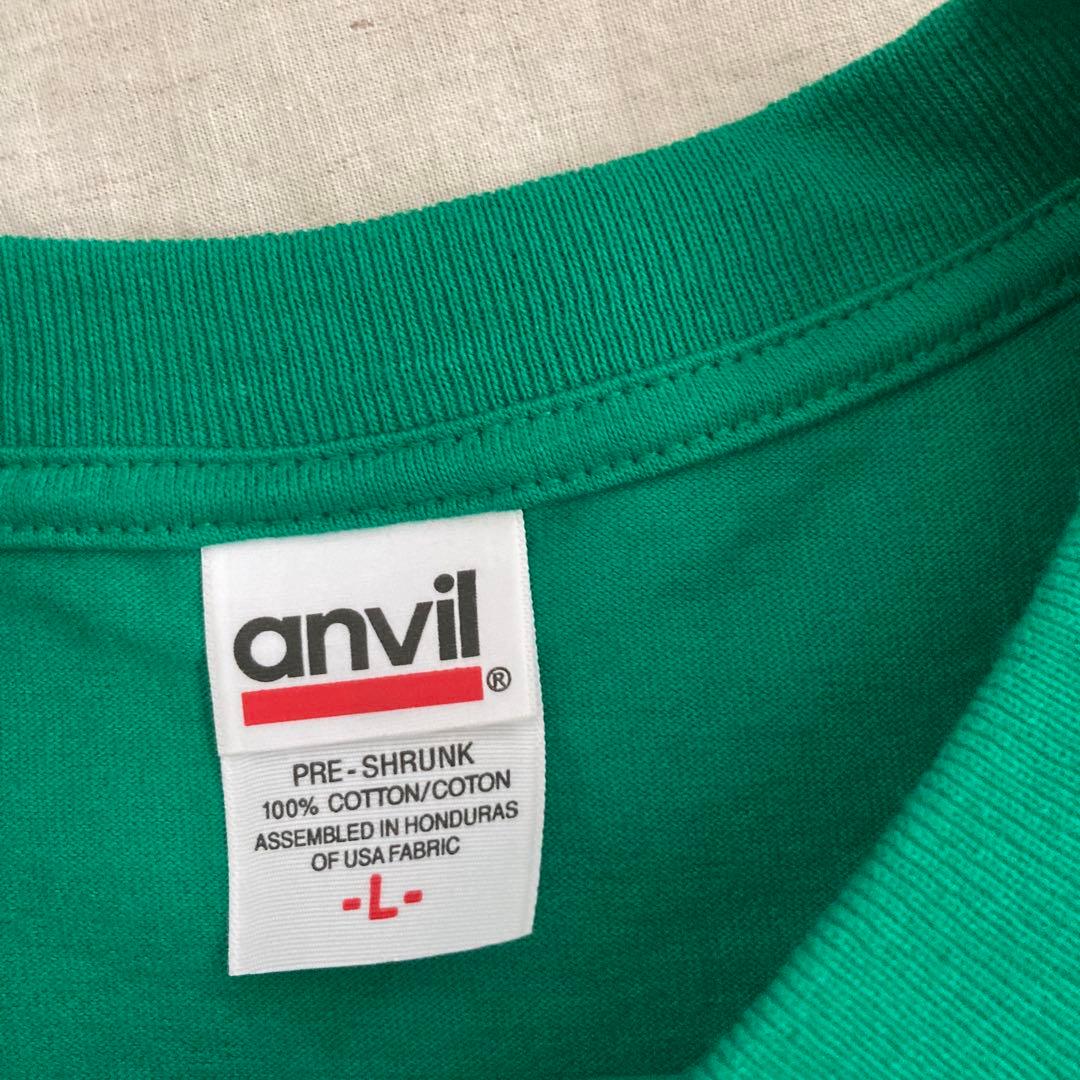 anvil
®
PRE-SHRUNK
100% COTTON/COTON
ASSEMBLED IN HONDURAS
OF USA FABRIC
-L-